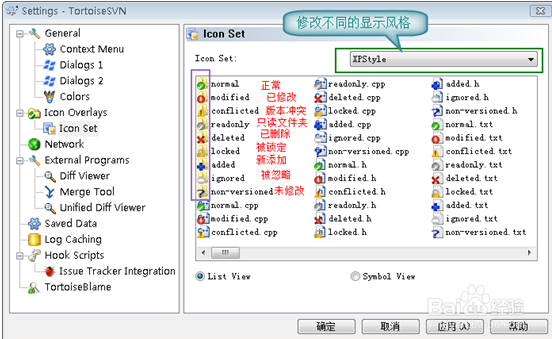 Settings - TortoiseSVN
修改不同的显示风格
General
Context Menu
Dialogs 1
Dialogs 2
Colors
Icon Overlays
Icon Set
Network
External Programs
Diff Viewer
Merge Tool
Unified Diff Viewer
Saved Data
Log Caching
Hook Scripts
Issue Tracker Integration
TortoiseBlame
Icon Set:
XPStyle
normal 正常
modified 已修改
conflicted 版本冲突
readonly 只读文件夹
deleted 已删除
locked 被锁定
added 新添加
ignored 被忽略
non-versioned 未修改
normal.cpp
modified.cpp
conflicted.cpp
readonly.cpp
deleted.cpp
locked.cpp
added.cpp
ignored.cpp
non-versioned.cpp
normal.h
modified.h
conflicted.h
readonly.h
deleted.h
locked.h
added.h
ignored.h
non-versioned.h
normal.txt
modified.txt
conflicted.txt
readonly.txt
deleted.txt
locked.txt
added.txt
ignored.txt
non-versioned.txt
List View
Symbol View
Baidu 经验
确定
取消
应用(A)
帮助